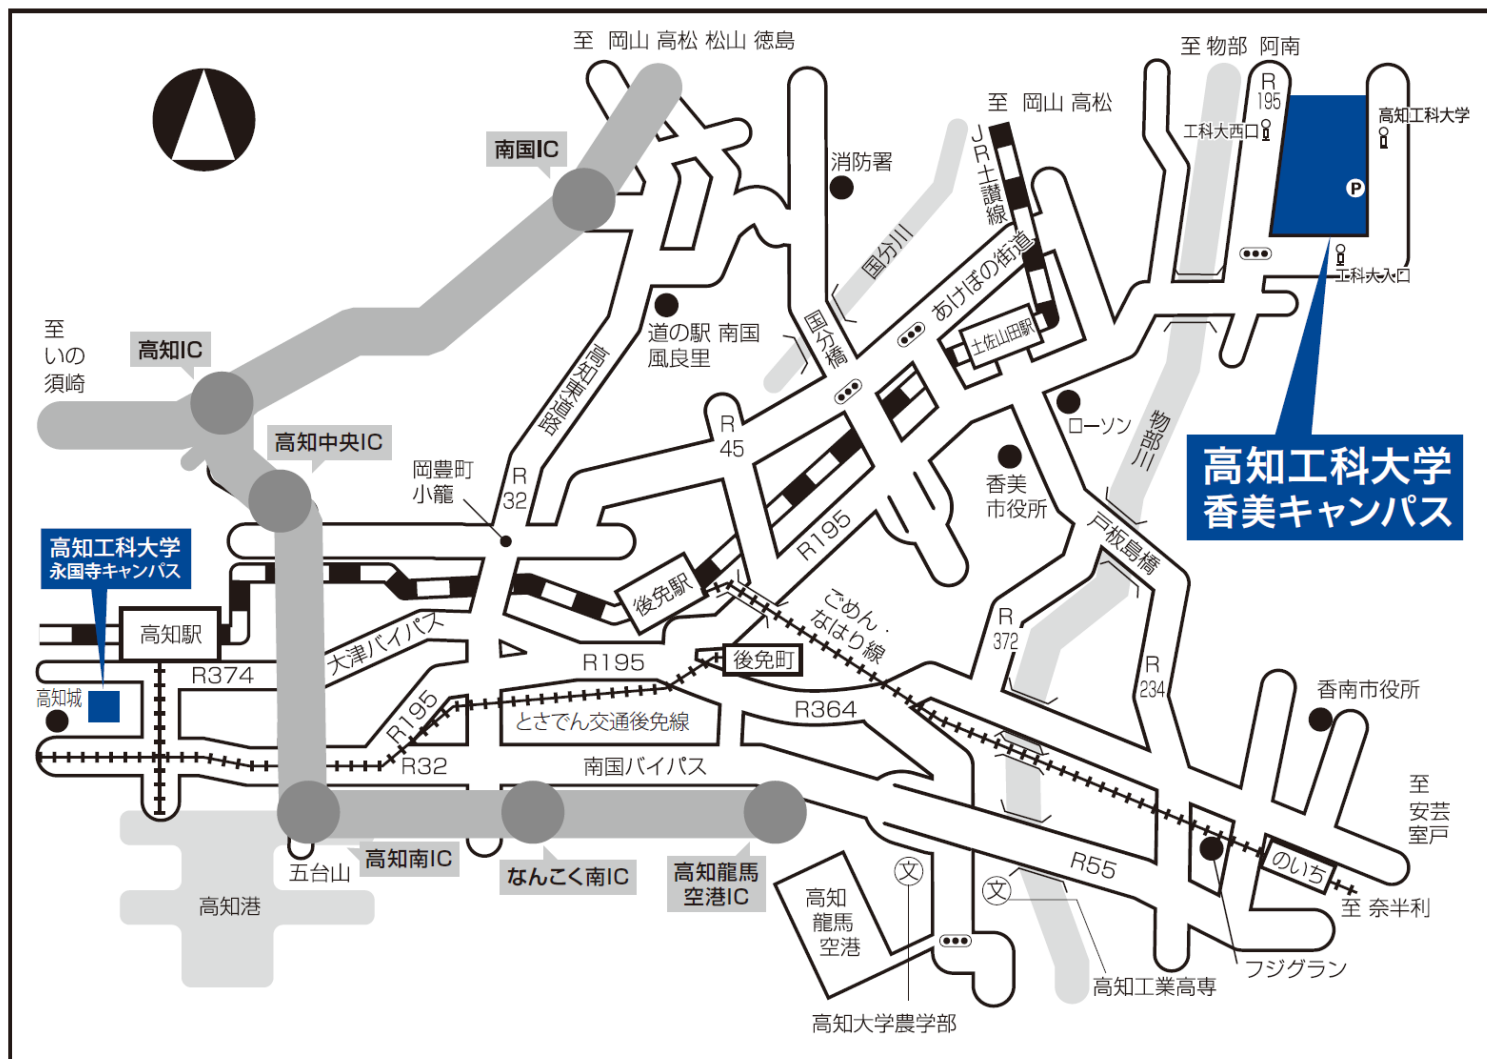 至 岡山 高松 松山 徳島
至 物部 阿南
至 岡山 高松
R
195
高知工科大学
工科大西口
P
工科大入口
南国IC
消防署
JR土讃線
国分川
あけぼの街道
土佐山田駅
国分橋
道の駅 南国
風良里
高知東道路
至
いの
須崎
高知IC
高知中央IC
R
45
R
32
岡豊町
小籠
ローソン
物部川
香美
市役所
高知工科大学
香美キャンパス
戸板島橋
R195
高知工科大学
永国寺キャンパス
高知駅
後免駅
ごめん・
なはり線
R
372
大津バイパス
R374
R195
後免町
R
234
高知城
R195
とさでん交通後免線
R364
香南市役所
R32
南国バイパス
至
安芸
室戸
高知南IC
五台山
なんこく南IC
高知龍馬
空港IC
R55
のいち
高知港
高知
龍馬
空港
文
文
至 奈半利
フジグラン
高知工業高専
高知大学農学部